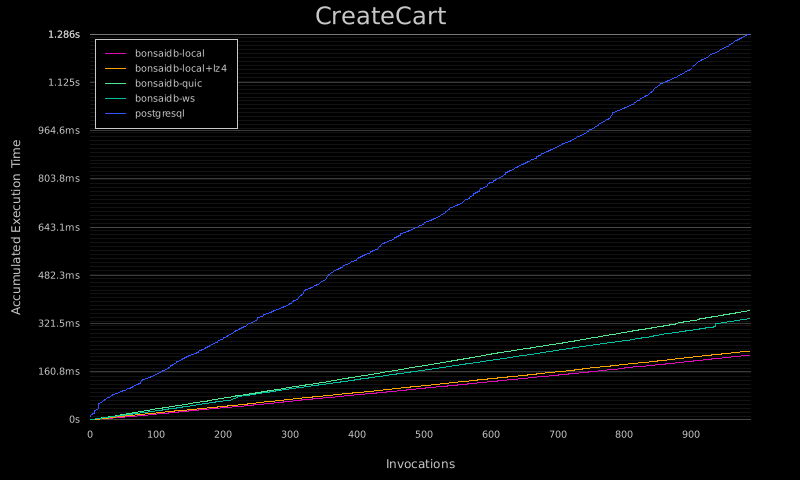 CreateCart
1.286s
bonsaidb-local
bonsaidb-local+lz4
1.125s
bonsaidb-quic
bonsaidb-ws
postgresql
964.6ms
803.8ms
643.1ms
482.3ms
321.5ms
160.8ms
0s
Accumulated Execution Time
0 100 200 300 400 500 600 700 800 900
Invocations